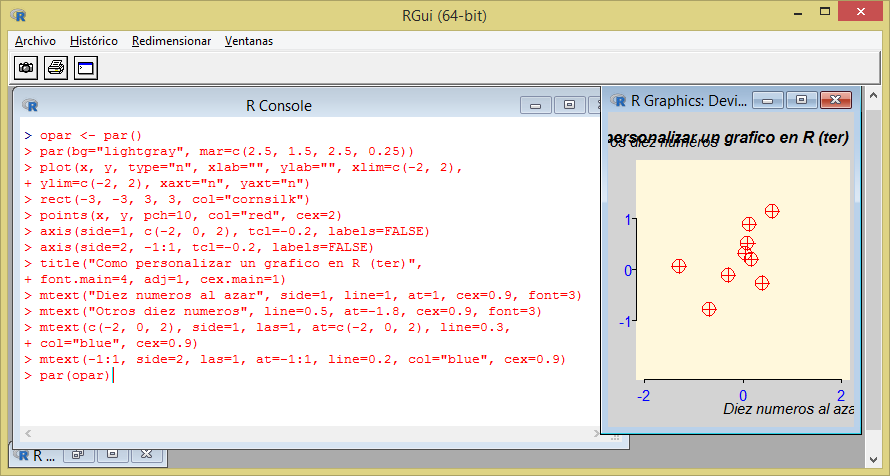 RGui (64-bit)
Archivo Histórico Redimensionar Ventanas
R Console
> opar <- par()
> par(bg="lightgray", mar=c(2.5, 1.5, 2.5, 0.25))
> plot(x, y, type="n", xlab="", ylab="", xlim=c(-2, 2),
+ ylim=c(-2, 2), xaxt="n", yaxt="n")
> rect(-3, -3, 3, 3, col="cornsilk")
> points(x, y, pch=10, col="red", cex=2)
> axis(side=1, c(-2, 0, 2), tcl=-0.2, labels=FALSE)
> axis(side=2, -1:1, tcl=-0.2, labels=FALSE)
> title("Como personalizar un grafico en R (ter)",
+ font.main=4, adj=1, cex.main=1)
> mtext("Diez numeros al azar", side=1, line=1, at=1, cex=0.9, font=3)
> mtext("Otros diez numeros", line=0.5, at=-1.8, cex=0.9, font=3)
> mtext(c(-2, 0, 2), side=1, las=1, at=c(-2, 0, 2), line=0.3,
+ col="blue", cex=0.9)
> mtext(-1:1, side=2, las=1, at=-1:1, line=0.2, col="blue", cex=0.9)
> par(opar)
R ...
R Graphics: Devi...
personalizar un grafico en R (ter)
os diez numeros
1
0
-1
-2 0 2
Diez numeros al aza